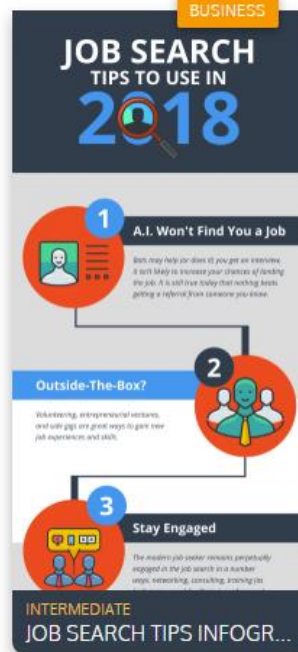 BUSINESS
JOB SEARCH
TIPS TO USE IN
2018
1
A.I. Won't Find You a Job
Bots may help (or does it) you get an interview,
it isn't likely to increase your chances of landing
the job. It is still true today that nothing beats
getting a referral from someone you know.
2
Outside-The-Box?
Volunteering, entrepreneurial ventures,
and side gigs are great ways to gain new
job experiences and skills.
3
Stay Engaged
The modern job seeker remains perpetually
engaged in the job search in a number
ways, networking, consulting, training (as
INTERMEDIATE
JOB SEARCH TIPS INFOGR...